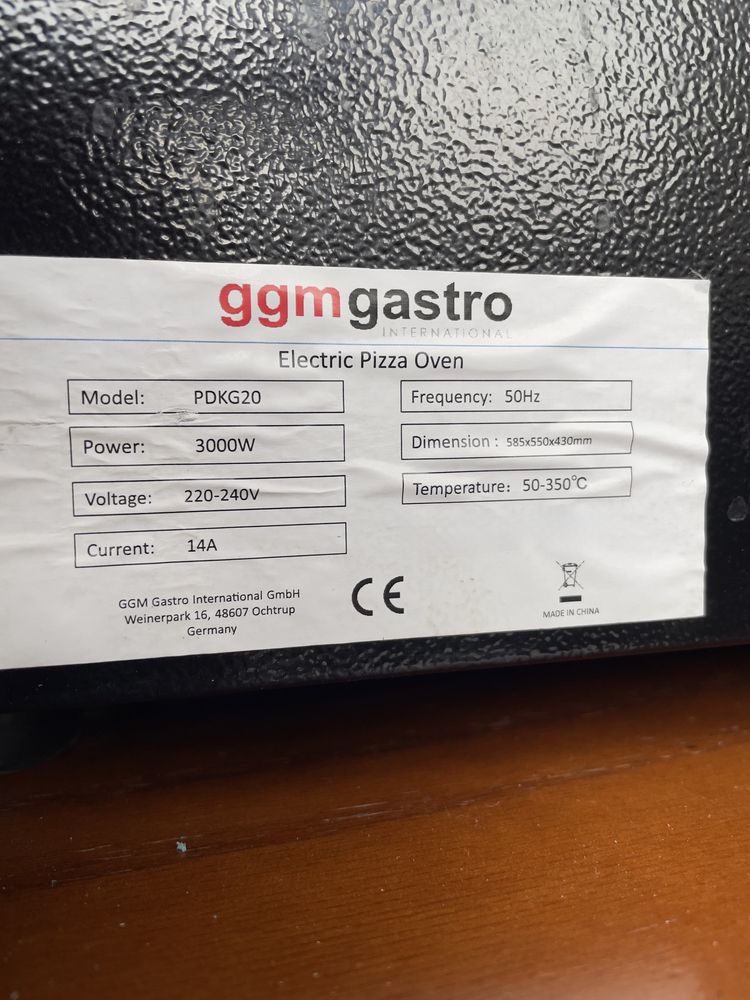 ggmgastro
INTERNATIONAL
Electric Pizza Oven
Model: PDKG20
Power: 3000W
Voltage: 220-240V
Current: 14A
Frequency: 50Hz
Dimension : 585x550x430mm
Temperature: 50-350℃
GGM Gastro International GmbH
Weinerpark 16, 48607 Ochtrup
Germany
CE
MADE IN CHINA